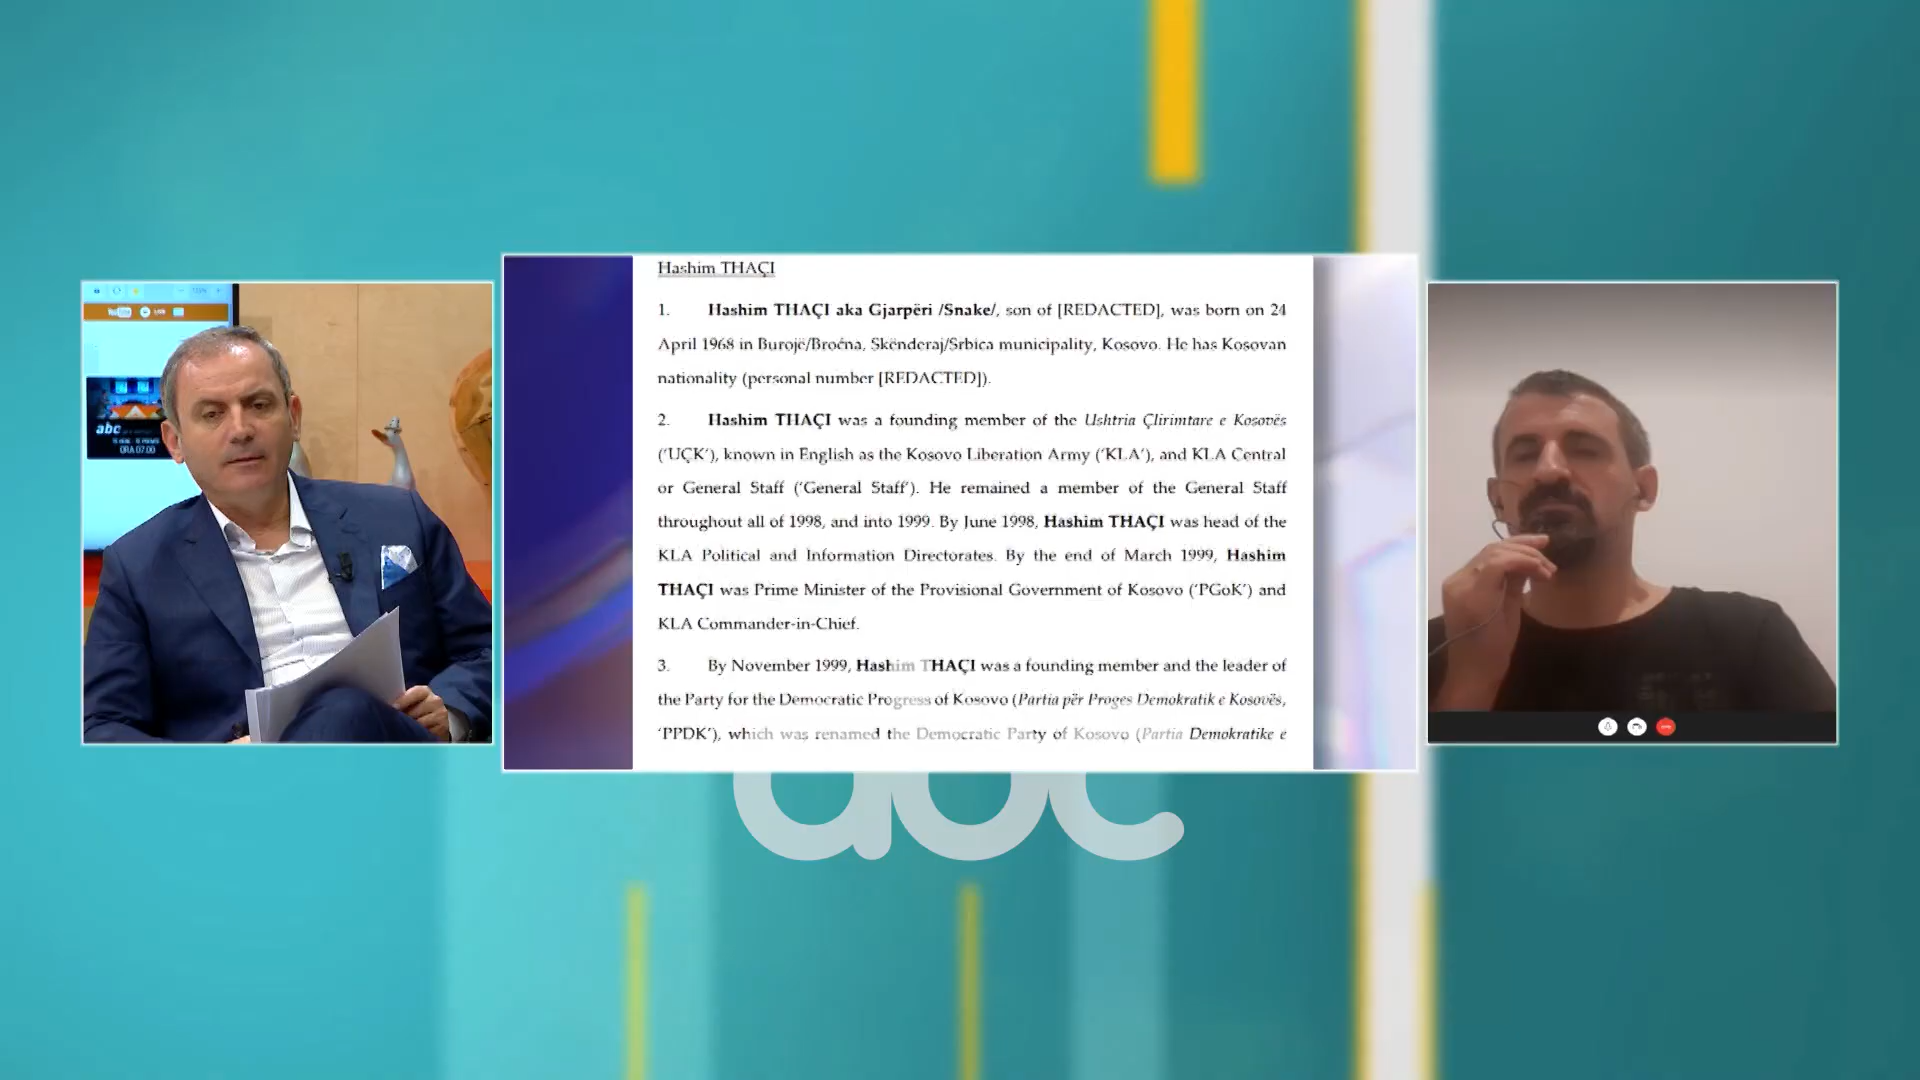 YouTube
abc
ORA 07:00
Hashim THAÇI
1. Hashim THAÇI aka Gjarpëri /Snake/, son of [REDACTED], was born on 24
April 1968 in Burojë/Broćna, Skënderaj/Srbica municipality, Kosovo. He has Kosovan
nationality (personal number [REDACTED]).
2. Hashim THAÇI was a founding member of the Ushtria Çlirimtare e Kosovës
('UÇK'), known in English as the Kosovo Liberation Army ('KLA'), and KLA Central
or General Staff ('General Staff'). He remained a member of the General Staff
throughout all of 1998, and into 1999. By June 1998, Hashim THAÇI was head of the
KLA Political and Information Directorates. By the end of March 1999, Hashim
THAÇI was Prime Minister of the Provisional Government of Kosovo ('PGoK') and
KLA Commander-in-Chief.
3. By November 1999, Hashim THAÇI was a founding member and the leader of
the Party for the Democratic Progress of Kosovo (Partia për Proges Demokratik e Kosovës,
'PPDK'), which was renamed the Democratic Party of Kosovo (Partia Demokratike e
abc